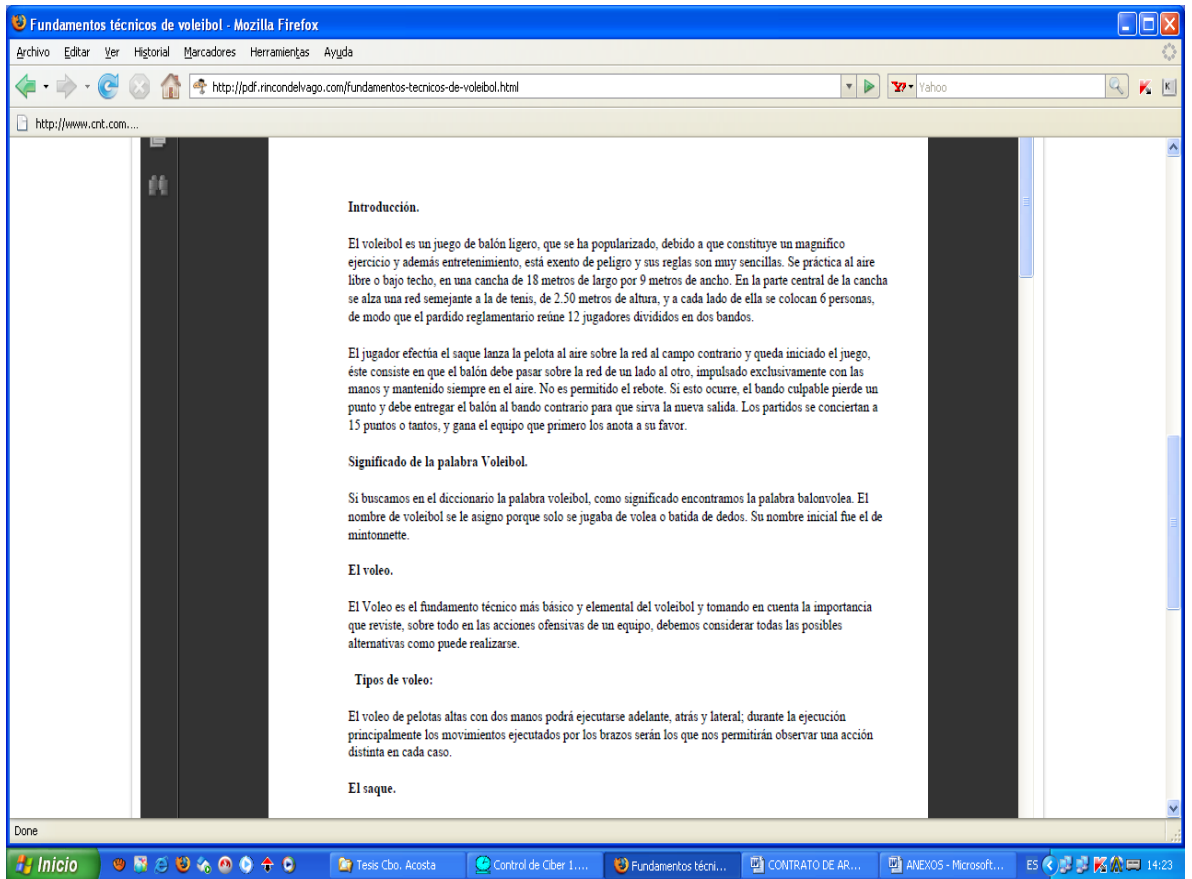 Fundamentos técnicos de voleibol - Mozilla Firefox
Archivo Editar Ver Historial Marcadores Herramientas Ayuda
http://pdf.rincondelvago.com/fundamentos-tecnicos-de-voleibol.html
Yahoo
http://www.cnt.com....
Introducción.
El voleibol es un juego de balón ligero, que se ha popularizado, debido a que constituye un magnifico
ejercicio y además entretenimiento, está exento de peligro y sus reglas son muy sencillas. Se práctica al aire
libre o bajo techo, en una cancha de 18 metros de largo por 9 metros de ancho. En la parte central de la cancha
se alza una red semejante a la de tenis, de 2.50 metros de altura, y a cada lado de ella se colocan 6 personas,
de modo que el pardido reglamentario reúne 12 jugadores divididos en dos bandos.
El jugador efectúa el saque lanza la pelota al aire sobre la red al campo contrario y queda iniciado el juego,
éste consiste en que el balón debe pasar sobre la red de un lado al otro, impulsado exclusivamente con las
manos y mantenido siempre en el aire. No es permitido el rebote. Si esto ocurre, el bando culpable pierde un
punto y debe entregar el balón al bando contrario para que sirva la nueva salida. Los partidos se conciertan a
15 puntos o tantos, y gana el equipo que primero los anota a su favor.
Significado de la palabra Voleibol.
Si buscamos en el diccionario la palabra voleibol, como significado encontramos la palabra balonvolea. El
nombre de voleibol se le asigno porque solo se jugaba de volea o batida de dedos. Su nombre inicial fue el de
mintonnette.
El voleo.
El Voleo es el fundamento técnico más básico y elemental del voleibol y tomando en cuenta la importancia
que reviste, sobre todo en las acciones ofensivas de un equipo, debemos considerar todas las posibles
alternativas como puede realizarse.
Tipos de voleo:
El voleo de pelotas altas con dos manos podrá ejecutarse adelante, atrás y lateral; durante la ejecución
principalmente los movimientos ejecutados por los brazos serán los que nos permitirán observar una acción
distinta en cada caso.
El saque.
Done
Inicio Tesis Cbo. Acosta Control de Ciber 1.... Fundamentos técni... CONTRATO DE AR... ANEXOS - Microsoft... ES 14:23